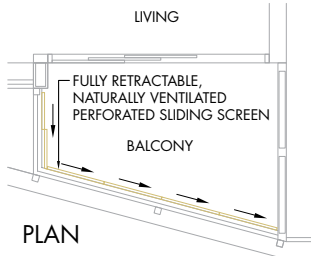 LIVING
FULLY RETRACTABLE,
NATURALLY VENTILATED
PERFORATED SLIDING SCREEN
BALCONY
PLAN